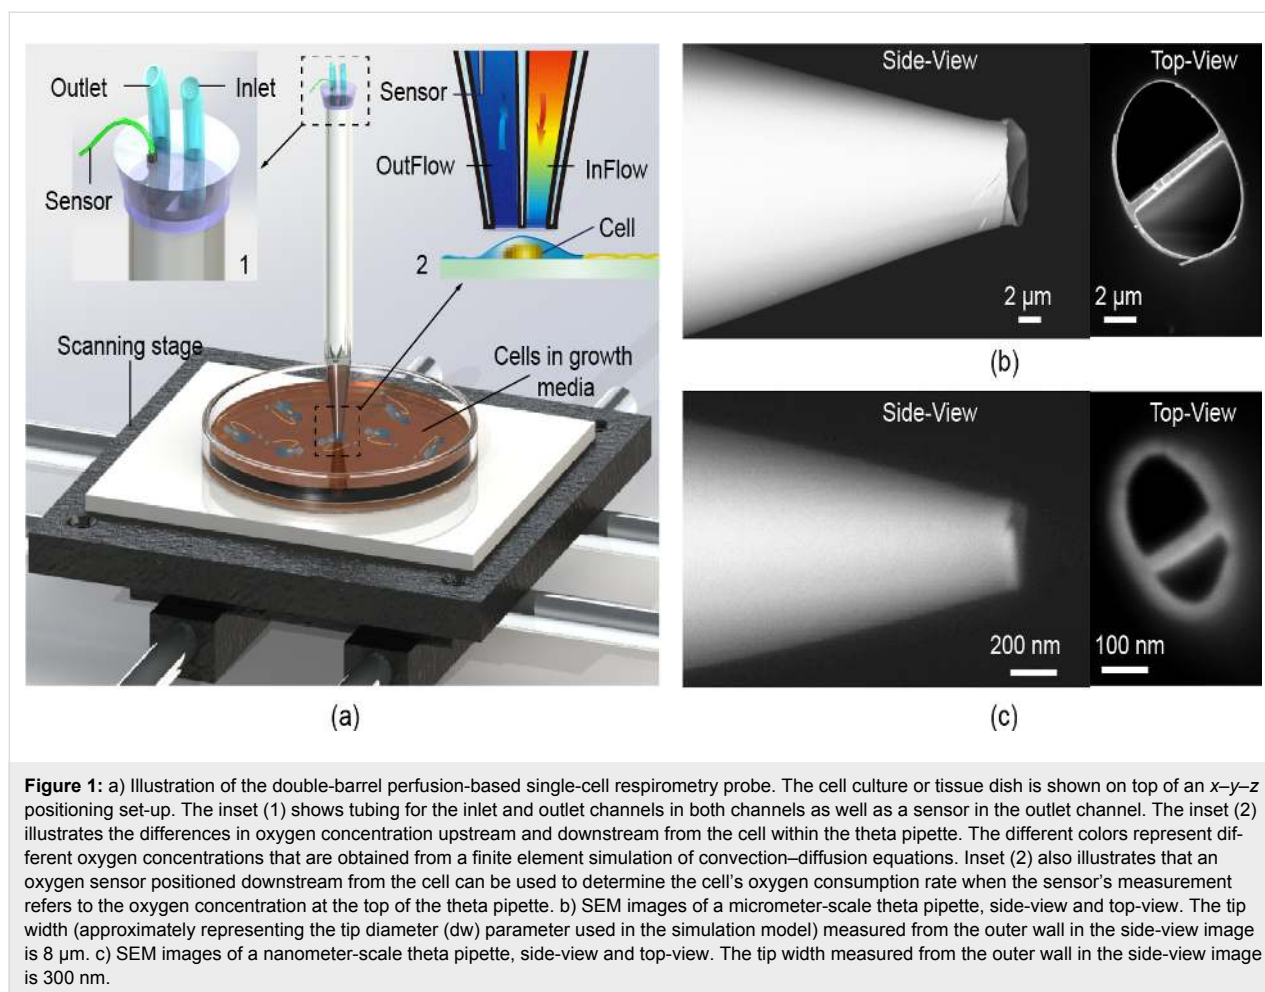 Outlet
Inlet
Sensor
1
Sensor
OutFlow
InFlow
Cell
2
Scanning stage
Cells in growth
media
(a)
Side-View
Top-View
2 µm
2 µm
(b)
Side-View
Top-View
200 nm
100 nm
(c)
Figure 1: a) Illustration of the double-barrel perfusion-based single-cell respirometry probe. The cell culture or tissue dish is shown on top of an x–y–z
positioning set-up. The inset (1) shows tubing for the inlet and outlet channels in both channels as well as a sensor in the outlet channel. The inset (2)
illustrates the differences in oxygen concentration upstream and downstream from the cell within the theta pipette. The different colors represent dif-
ferent oxygen concentrations that are obtained from a finite element simulation of convection–diffusion equations. Inset (2) also illustrates that an
oxygen sensor positioned downstream from the cell can be used to determine the cell’s oxygen consumption rate when the sensor’s measurement
refers to the oxygen concentration at the top of the theta pipette. b) SEM images of a micrometer-scale theta pipette, side-view and top-view. The tip
width (approximately representing the tip diameter (dw) parameter used in the simulation model) measured from the outer wall in the side-view image
is 8 µm. c) SEM images of a nanometer-scale theta pipette, side-view and top-view. The tip width measured from the outer wall in the side-view image
is 300 nm.